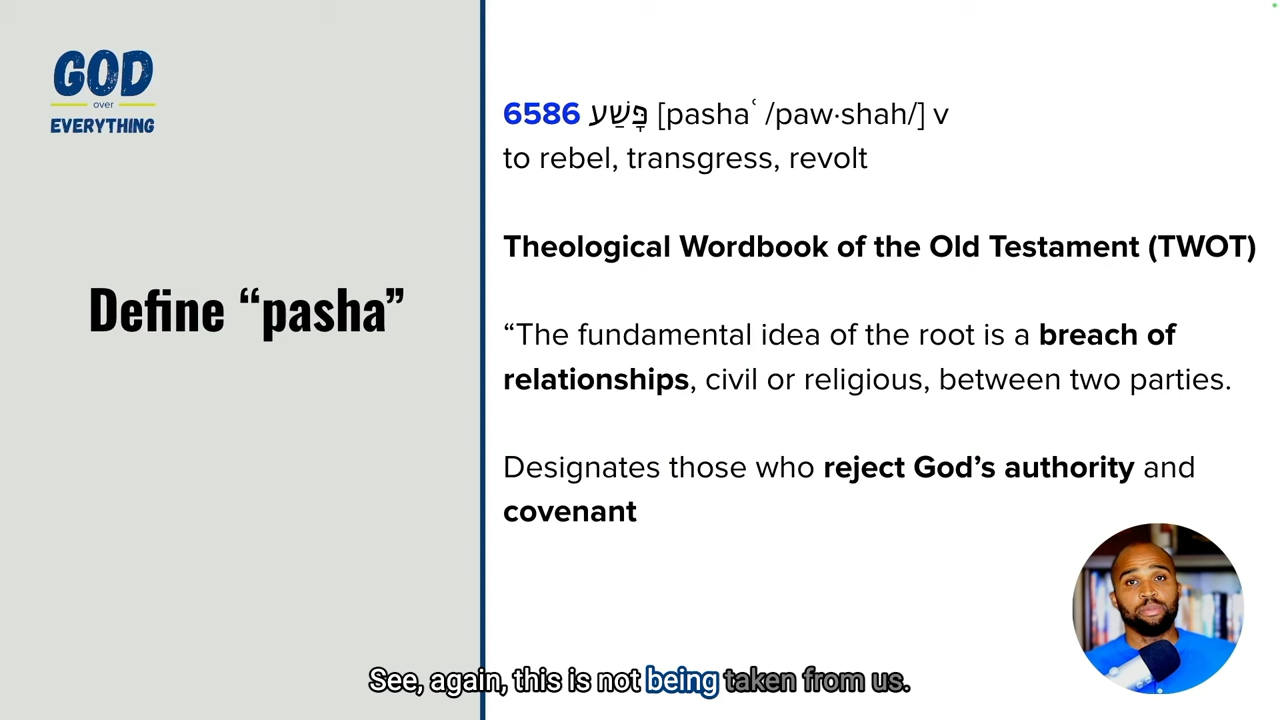 GOD
over
EVERYTHING
Define “pasha”
6586 פָּשַׁע [pashaʿ /paw·shah/] v
to rebel, transgress, revolt
Theological Wordbook of the Old Testament (TWOT)
“The fundamental idea of the root is a breach of
relationships, civil or religious, between two parties.
Designates those who reject God’s authority and
covenant
See, again, this is not being taken from us.